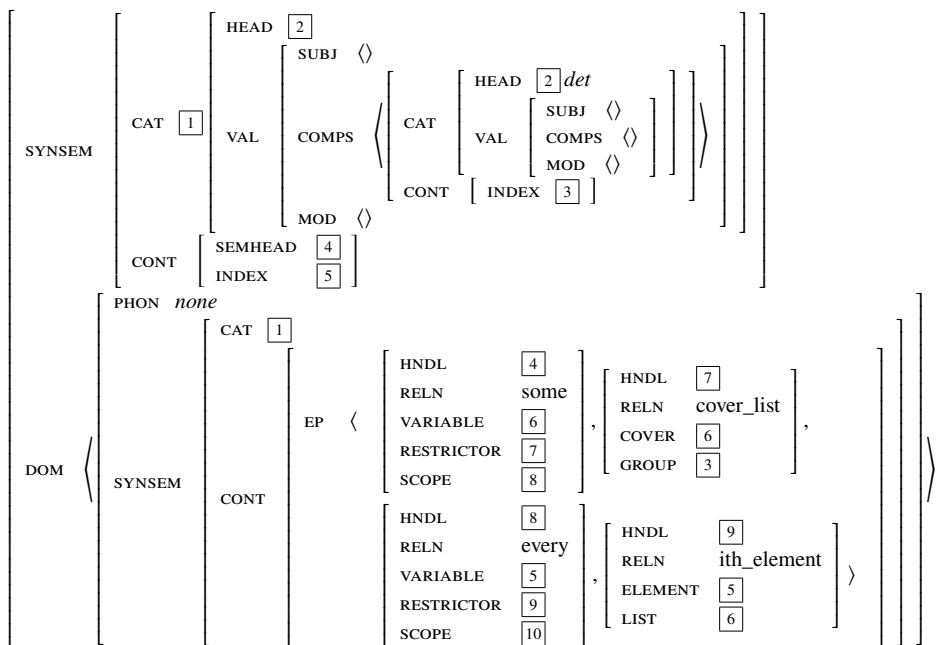 HEAD 2
SUBJ ⟨⟩
HEAD 2 det
SUBJ ⟨⟩
CAT 1 VAL COMPS CAT VAL COMPS ⟨⟩
SYNSEM
MOD ⟨⟩
CONT [ INDEX 3 ]
MOD ⟨⟩
SEMHEAD 4
CONT
INDEX 5
PHON none
CAT 1
HNDL 4
RELN some
EP ⟨ VARIABLE 6 ,
RESTRICTOR 7
SCOPE 8
HNDL 7
RELN cover_list
COVER 6 ,
GROUP 3
DOM SYNSEM CONT
HNDL 8
RELN every
VARIABLE 5 ,
RESTRICTOR 9
SCOPE 10
HNDL 9
RELN ith_element
ELEMENT 5 ⟩
LIST 6